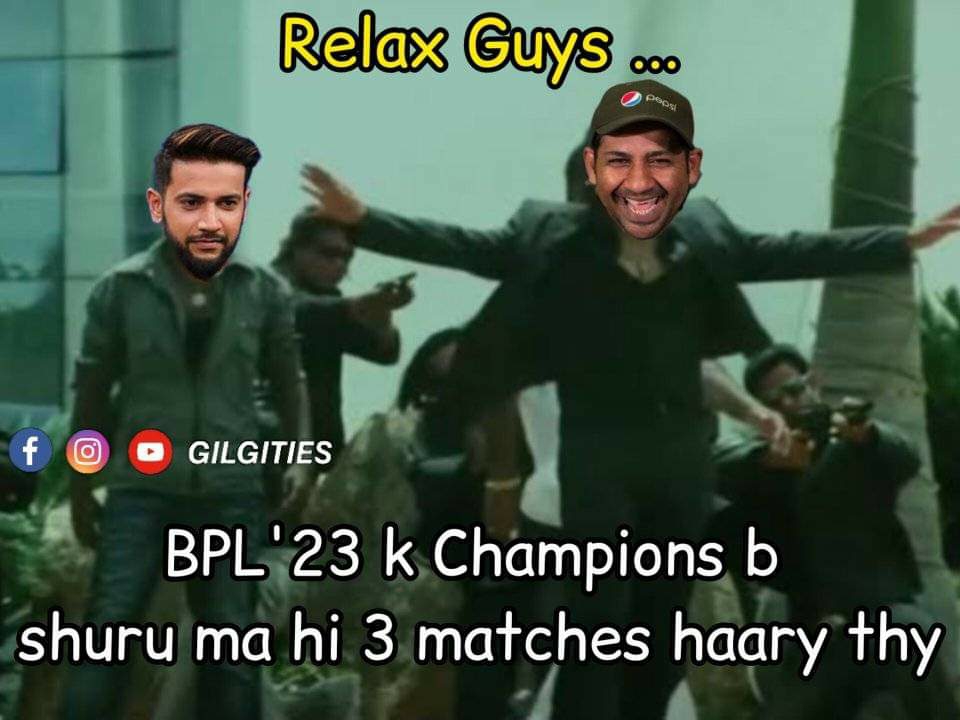 Relax Guys ...
pepsi
GILGITIES
BPL'23 k Champions b
shuru ma hi 3 matches haary thy